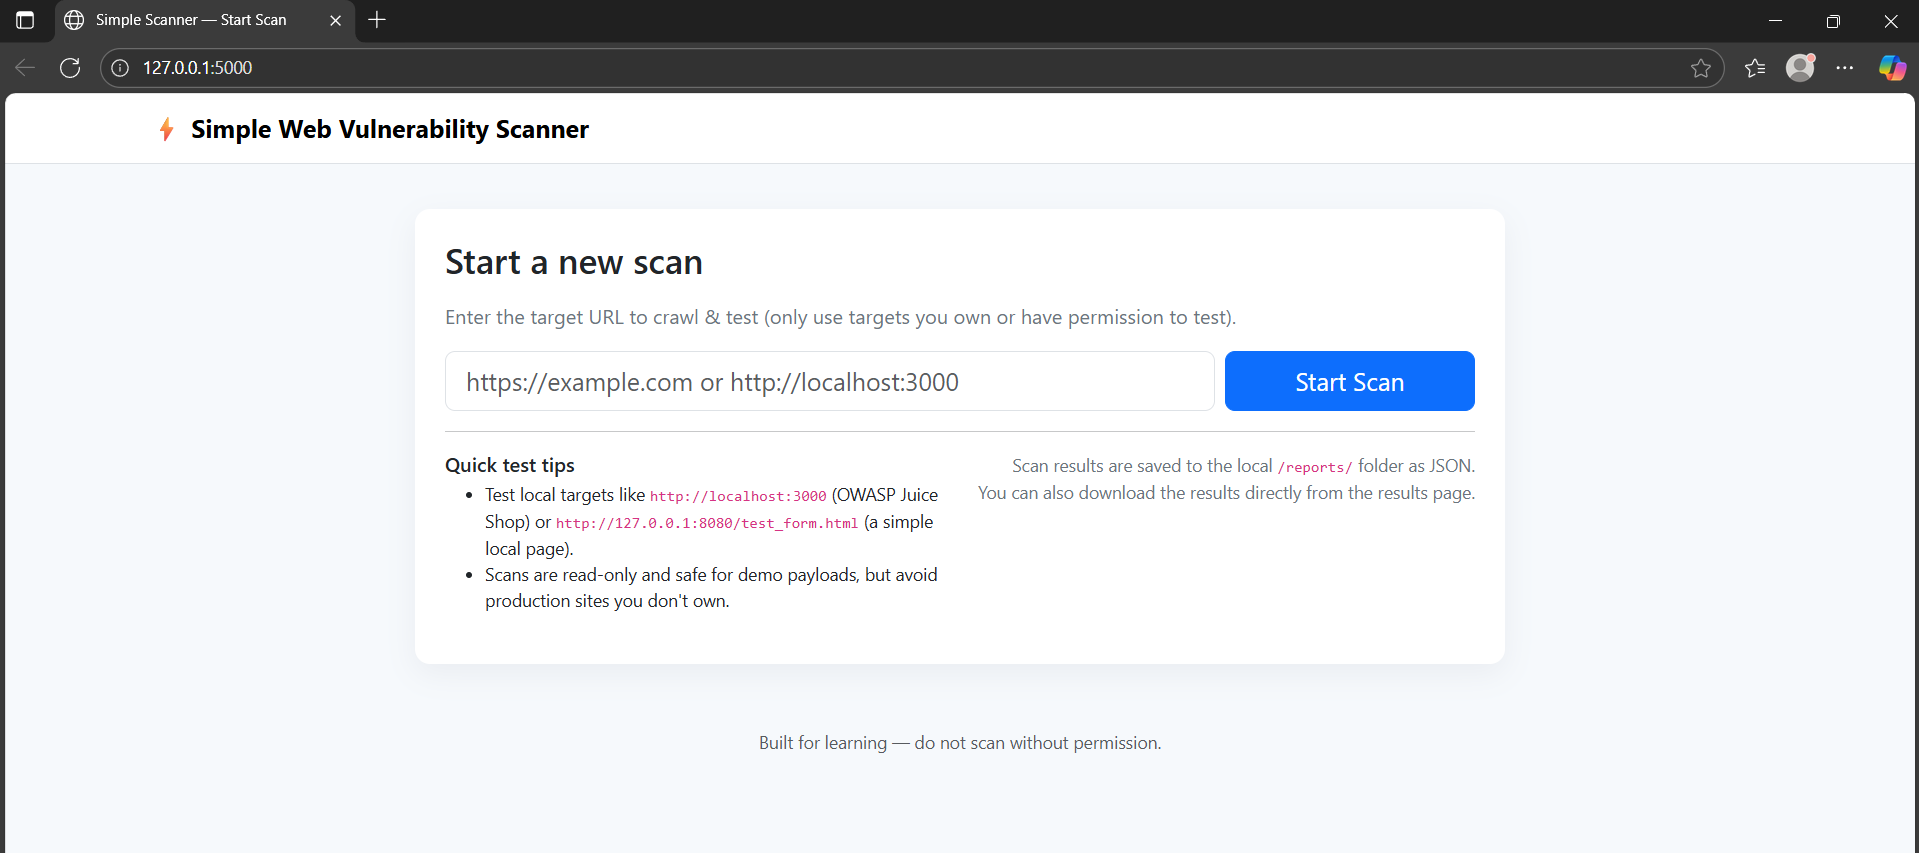 Simple Scanner — Start Scan
127.0.0.1:5000
Simple Web Vulnerability Scanner
Start a new scan
Enter the target URL to crawl & test (only use targets you own or have permission to test).
https://example.com or http://localhost:3000
Start Scan
Quick test tips
Test local targets like http://localhost:3000 (OWASP Juice
Shop) or http://127.0.0.1:8080/test_form.html (a simple
local page).
Scans are read-only and safe for demo payloads, but avoid
production sites you don't own.
Scan results are saved to the local /reports/ folder as JSON.
You can also download the results directly from the results page.
Built for learning — do not scan without permission.